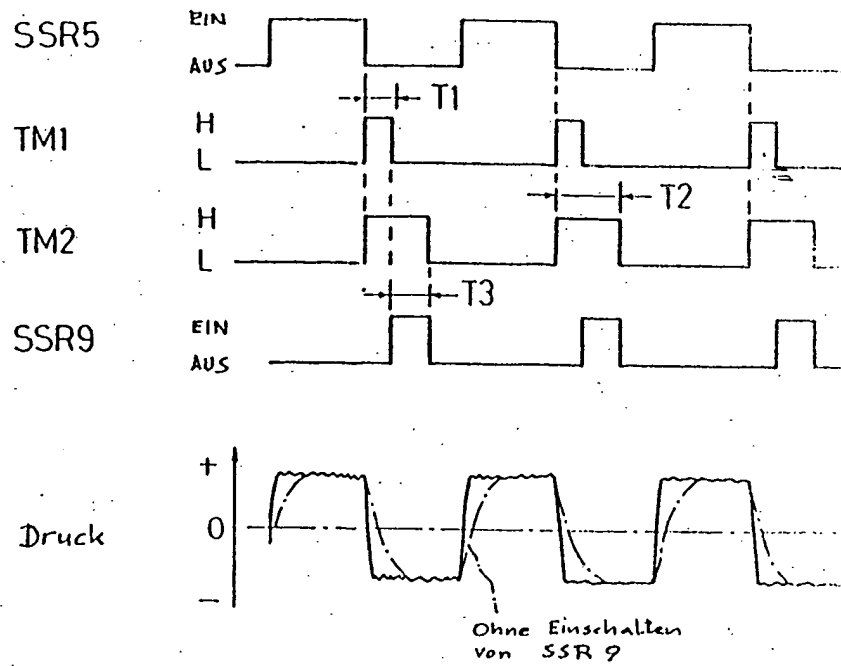 SSR5
EIN
AUS
T1
TM1
H
L
T2
TM2
H
L
T3
SSR9
EIN
AUS
Druck
+
0
−
Ohne Einschalten
von SSR 9